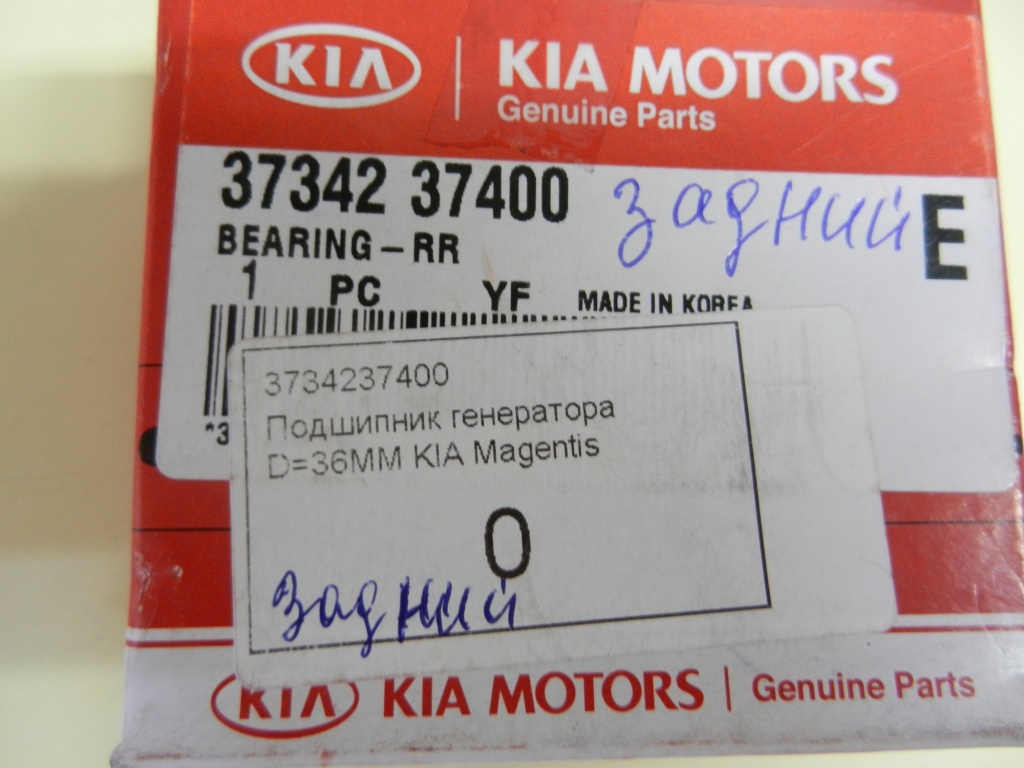 KIA KIA MOTORS
Genuine Parts
37342 37400 задний E
BEARING-RR
1 PC YF MADE IN KOREA
*3
3734237400
Подшипник генератора
D=36MM KIA Magentis
0
задний
KIA KIA MOTORS Genuine Parts